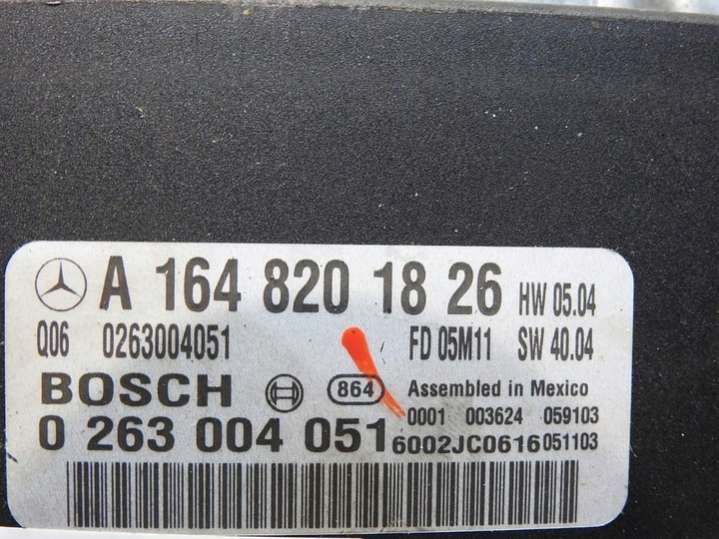 A 164 820 18 26 HW 05.04
Q06 0263004051 FD 05M11 SW 40.04
BOSCH 864 Assembled in Mexico
0001 003624 059103
0 263 004 051 6002JC0616 051103